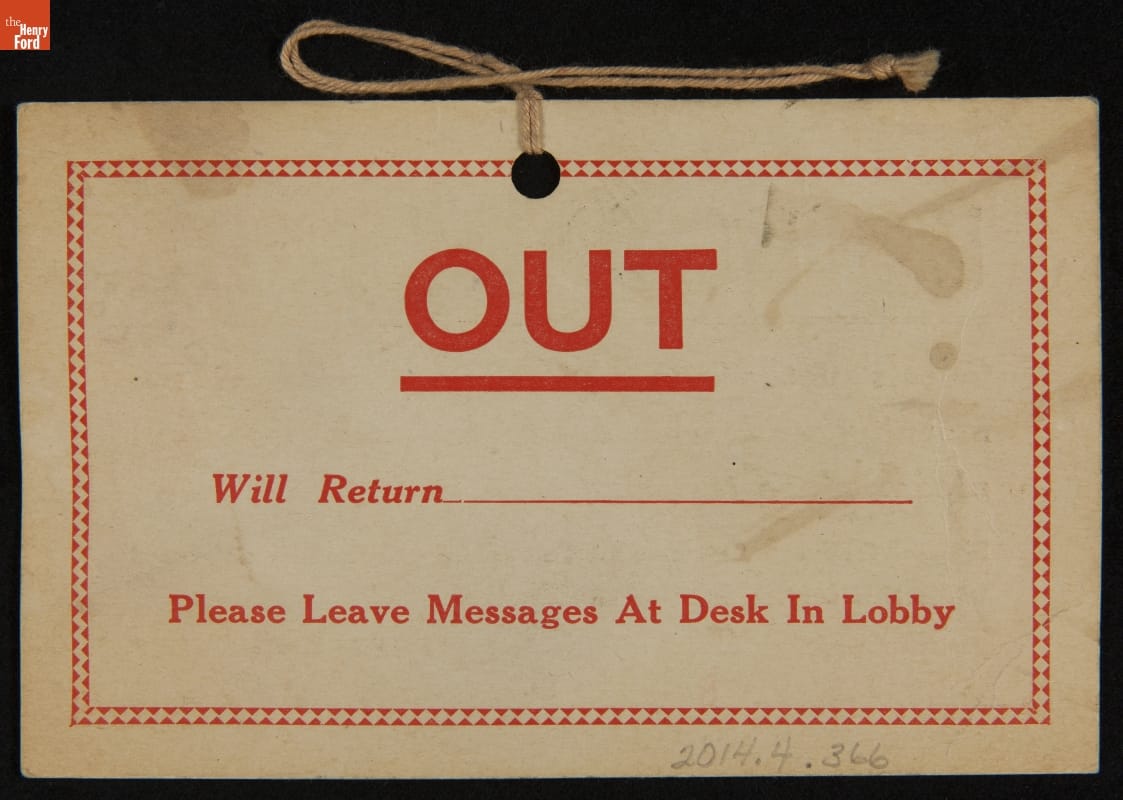 the
Henry
Ford
OUT
Will Return
Please Leave Messages At Desk In Lobby
2014.4.366